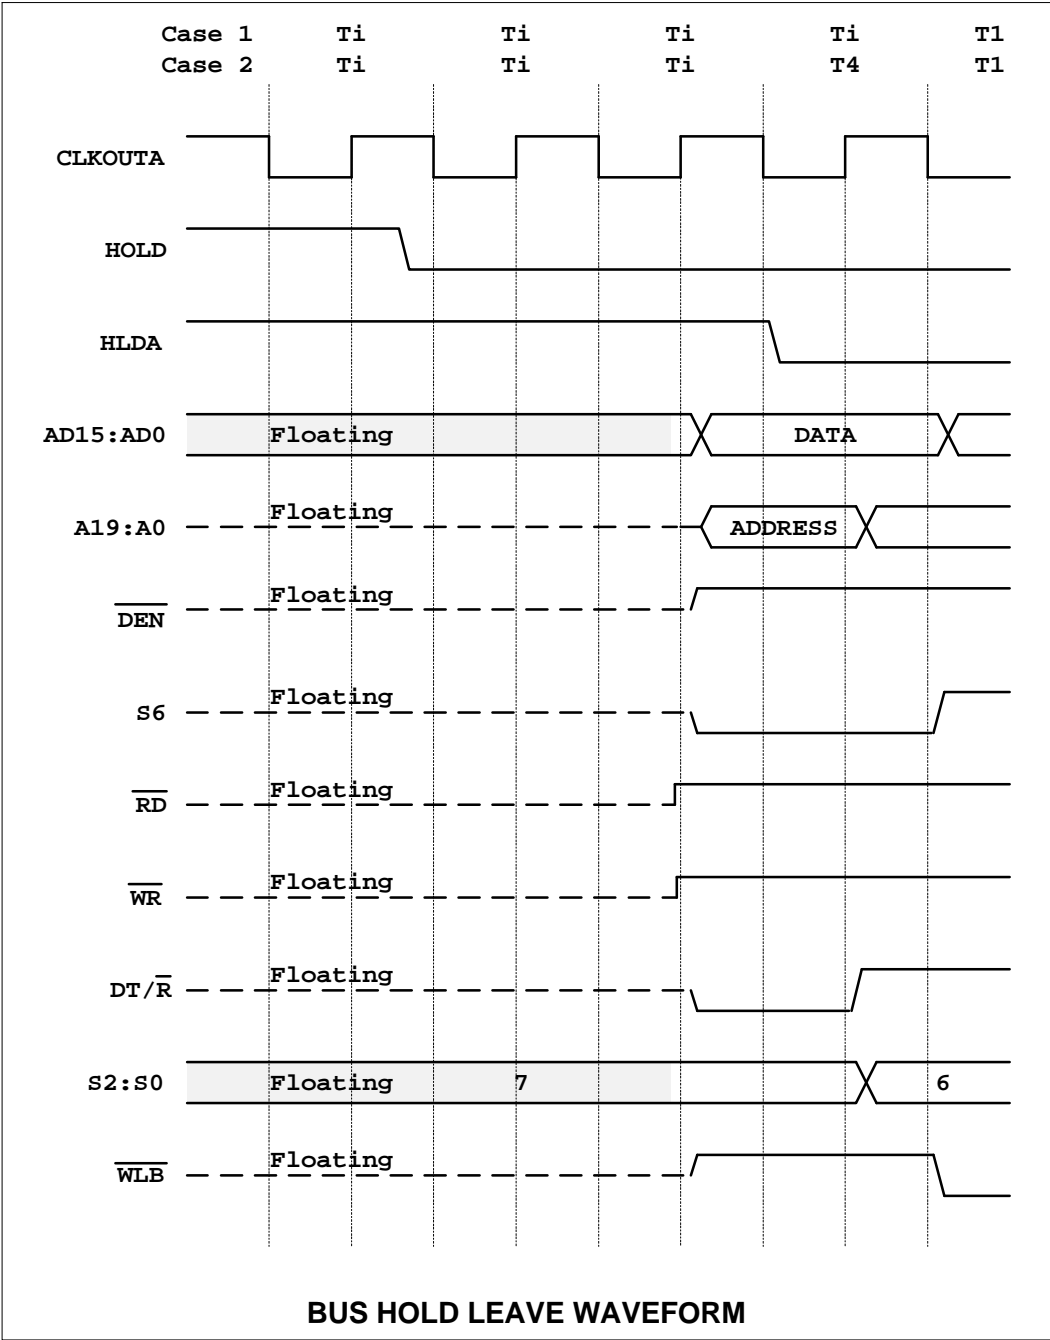 Case 1 Ti Ti Ti Ti T1
Case 2 Ti Ti Ti T4 T1
CLKOUTA
HOLD
HLDA
AD15:AD0 Floating DATA
A19:A0 Floating ADDRESS
DEN Floating
S6 Floating
RD Floating
WR Floating
DT/R Floating
S2:S0 Floating 7 6
WLB Floating
BUS HOLD LEAVE WAVEFORM